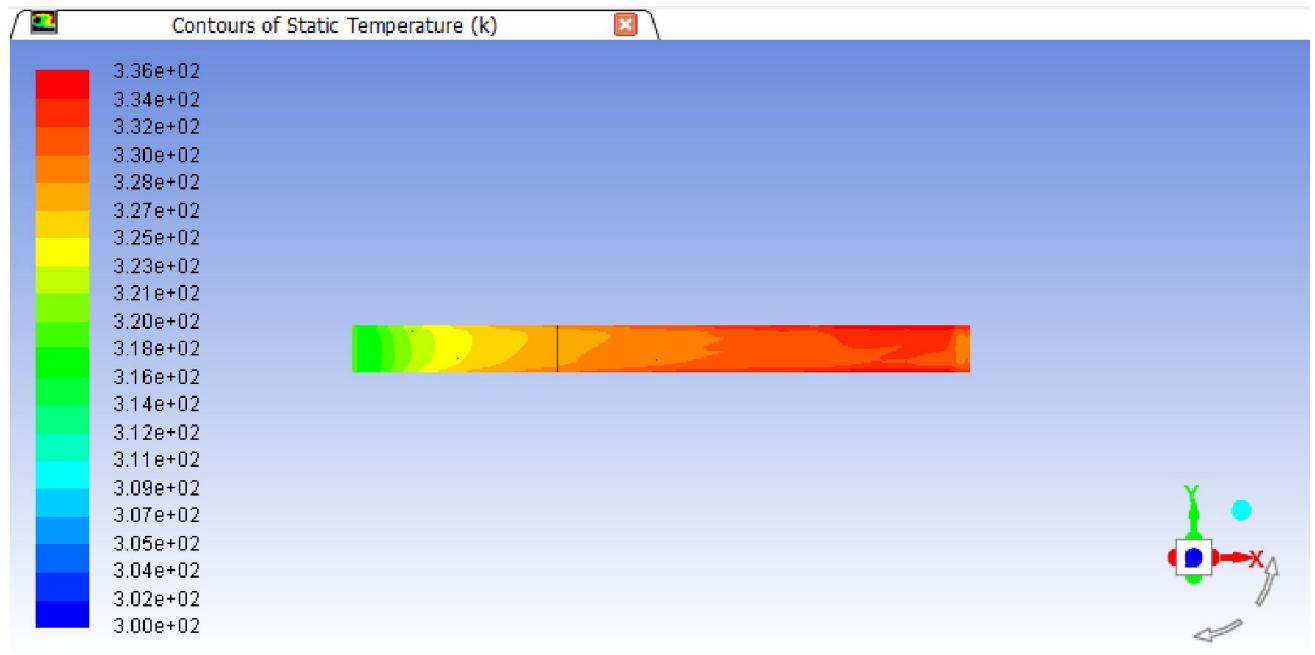 Contours of Static Temperature (k)
3.36e+02
3.34e+02
3.32e+02
3.30e+02
3.28e+02
3.27e+02
3.25e+02
3.23e+02
3.21e+02
3.20e+02
3.18e+02
3.16e+02
3.14e+02
3.12e+02
3.11e+02
3.09e+02
3.07e+02
3.05e+02
3.04e+02
3.02e+02
3.00e+02
Y
X